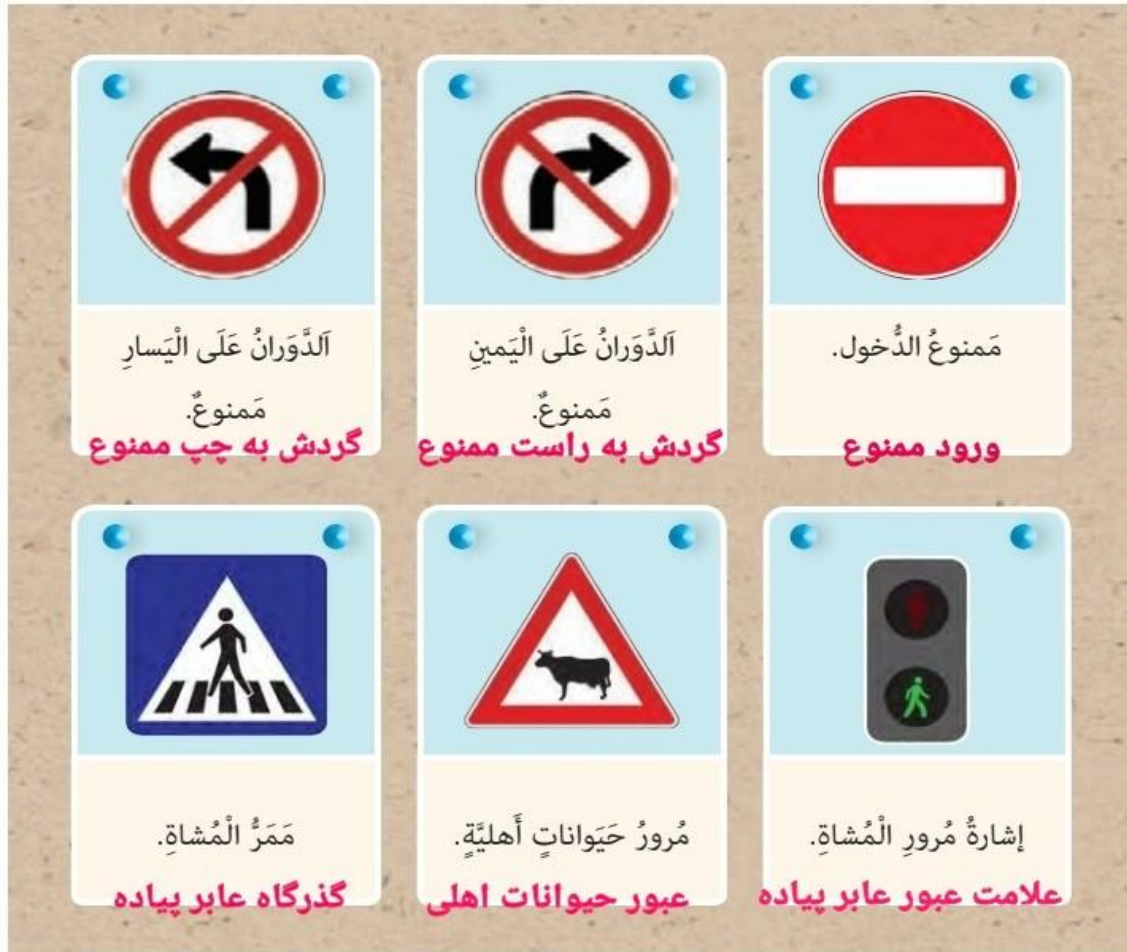 مَمنوعُ الدُّخول.
ورود ممنوع
اَلدَّوَرانُ عَلَی الْیَمینِ
مَمنوعٌ.
گردش به راست ممنوع
اَلدَّوَرانُ عَلَی الْیَسارِ
مَمنوعٌ.
گردش به چپ ممنوع
إشارةُ مُرورِ الْمُشاةِ.
علامت عبور عابر پیاده
مُرورُ حَیَواناتٍ أَهلیَّةٍ.
عبور حیوانات اهلی
مَمَرُّ الْمُشاةِ.
گذرگاه عابر پیاده